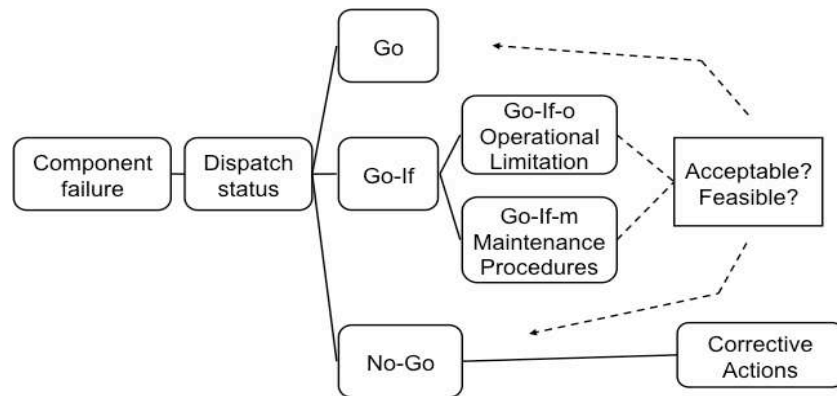 Go
Component
failure
Dispatch
status
Go-If
Go-If-o
Operational
Limitation
Go-If-m
Maintenance
Procedures
Acceptable?
Feasible?
No-Go
Corrective
Actions